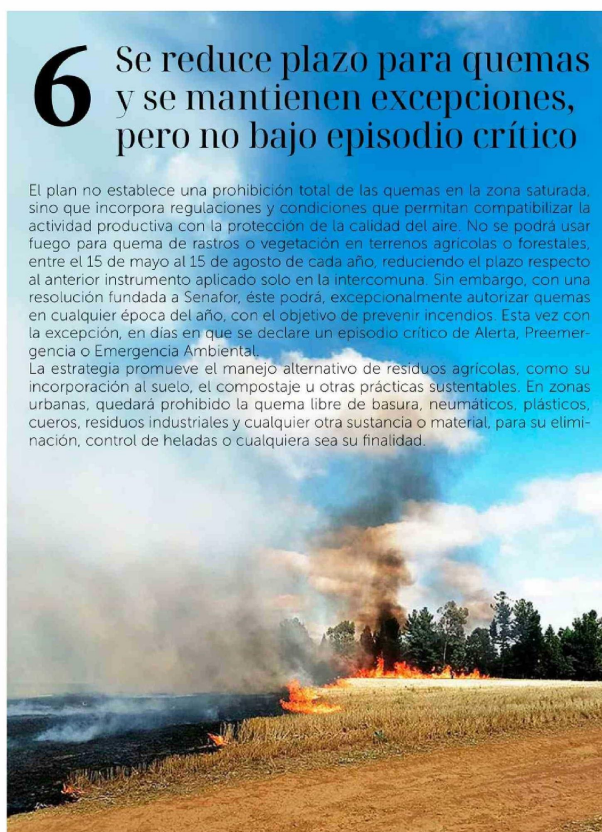 6
Se reduce plazo para quemas
y se mantienen excepciones,
pero no bajo episodio crítico
El plan no establece una prohibición total de las quemas en la zona saturada,
sino que incorpora regulaciones y condiciones que permitan compatibilizar la
actividad productiva con la protección de la calidad del aire. No se podrá usar
fuego para quema de rastros o vegetación en terrenos agrícolas o forestales,
entre el 15 de mayo al 15 de agosto de cada año, reduciendo el plazo respecto
al anterior instrumento aplicado solo en la intercomuna. Sin embargo, con una
resolución fundada a Senafor, éste podrá, excepcionalmente autorizar quemas
en cualquier época del año, con el objetivo de prevenir incendios. Esta vez con
la excepción, en días en que se declare un episodio crítico de Alerta, Preemer-
gencia o Emergencia Ambiental.
La estrategia promueve el manejo alternativo de residuos agrícolas, como su
incorporación al suelo, el compostaje u otras prácticas sustentables. En zonas
urbanas, quedará prohibido la quema libre de basura, neumáticos, plásticos,
cueros, residuos industriales y cualquier otra sustancia o material, para su elimi-
nación, control de heladas o cualquiera sea su finalidad.